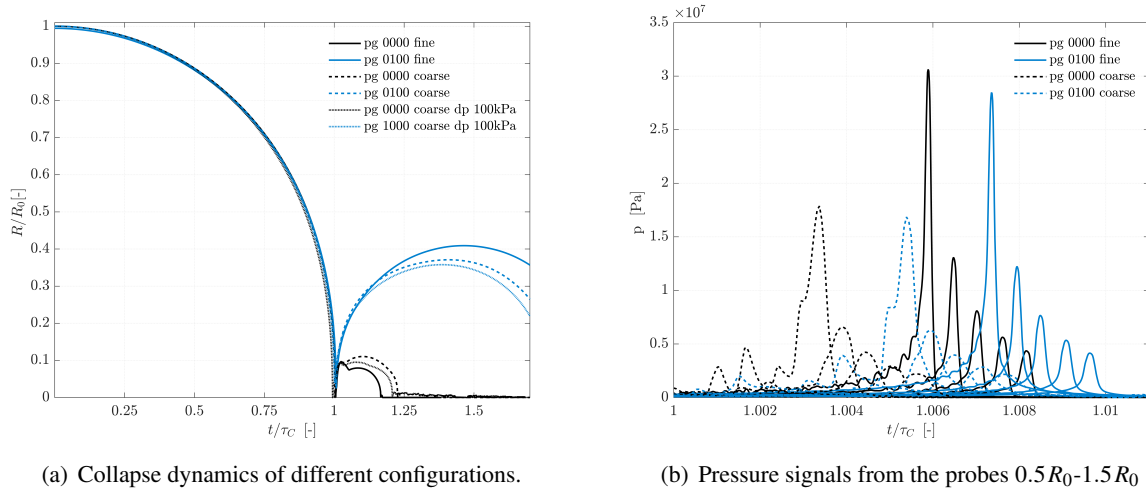 1
0.9
0.8
0.7
0.6
0.5
0.4
0.3
0.2
0.1
0
R/R₀[-]
0.25
0.5
0.75
1
1.25
1.5
t/τ_C [-]
pg 0000 fine
pg 0100 fine
pg 0000 coarse
pg 0100 coarse
pg 0000 coarse dp 100kPa
pg 1000 coarse dp 100kPa
(a) Collapse dynamics of different configurations.
×10⁷
3.5
3
2.5
2
1.5
1
0.5
0
p [Pa]
1
1.002
1.004
1.006
1.008
1.01
t/τ_C [-]
pg 0000 fine
pg 0100 fine
pg 0000 coarse
pg 0100 coarse
(b) Pressure signals from the probes 0.5R₀-1.5R₀